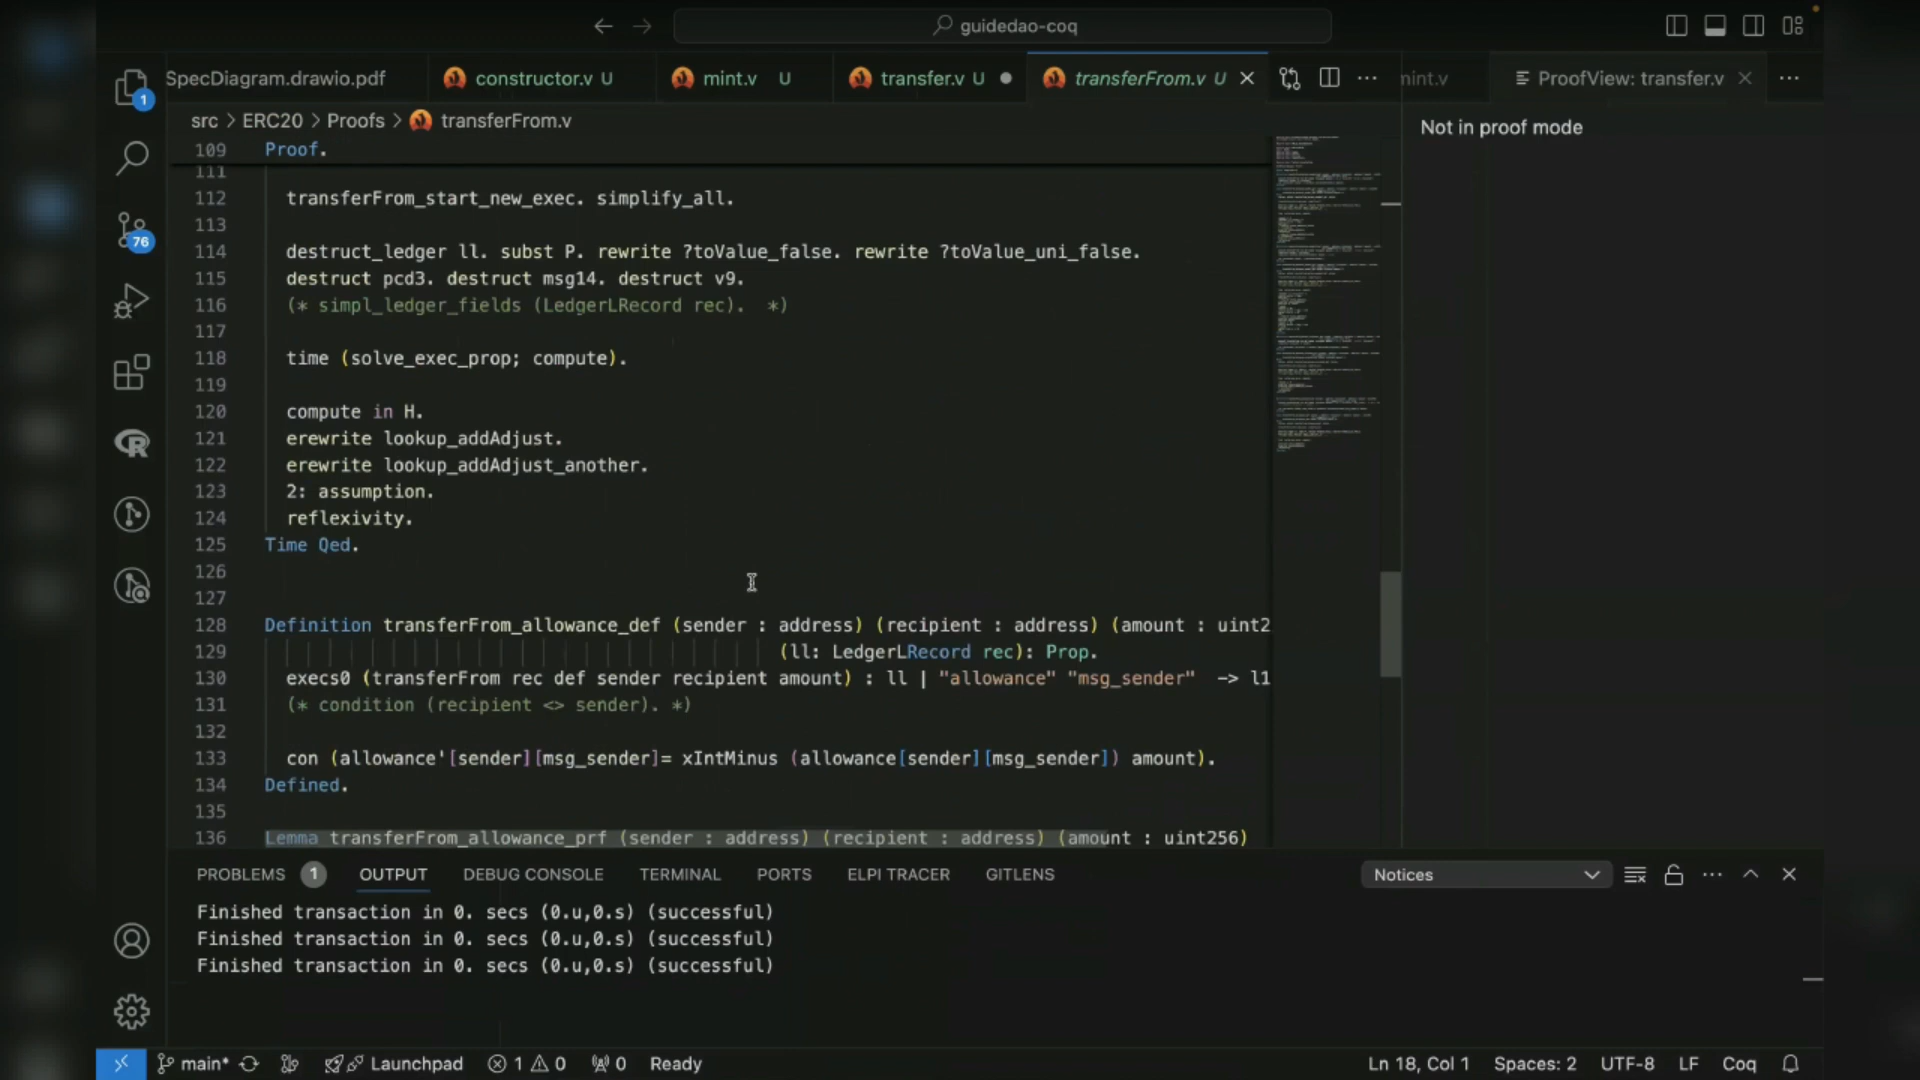 guidedao-coq
SpecDiagram.drawio.pdf
constructor.v U
mint.v U
transfer.v U
transferFrom.v U
mint.v
ProofView: transfer.v
src > ERC20 > Proofs > transferFrom.v
Not in proof mode
109 Proof.
111
112 transferFrom_start_new_exec. simplify_all.
113
114 destruct_ledger ll. subst P. rewrite ?toValue_false. rewrite ?toValue_uni_false.
115 destruct pcd3. destruct msg14. destruct v9.
116 (* simpl_ledger_fields (LedgerLRecord rec).  *)
117
118 time (solve_exec_prop; compute).
119
120 compute in H.
121 erewrite lookup_addAdjust.
122 erewrite lookup_addAdjust_another.
123 2: assumption.
124 reflexivity.
125 Time Qed.
126
127
128 Definition transferFrom_allowance_def (sender : address) (recipient : address) (amount : uint2
129 (ll: LedgerLRecord rec): Prop.
130 execs0 (transferFrom rec def sender recipient amount) : ll | "allowance" "msg_sender"  -> l1
131 (* condition (recipient <> sender). *)
132
133 con (allowance'[sender][msg_sender]= xIntMinus (allowance[sender][msg_sender]) amount).
134 Defined.
135
136 Lemma transferFrom_allowance_prf (sender : address) (recipient : address) (amount : uint256)
1
76
PROBLEMS 1 OUTPUT DEBUG CONSOLE TERMINAL PORTS ELPI TRACER GITLENS
Notices
Finished transaction in 0. secs (0.u,0.s) (successful)
Finished transaction in 0. secs (0.u,0.s) (successful)
Finished transaction in 0. secs (0.u,0.s) (successful)
main* Launchpad 1 0 0 Ready
Ln 18, Col 1 Spaces: 2 UTF-8 LF Coq